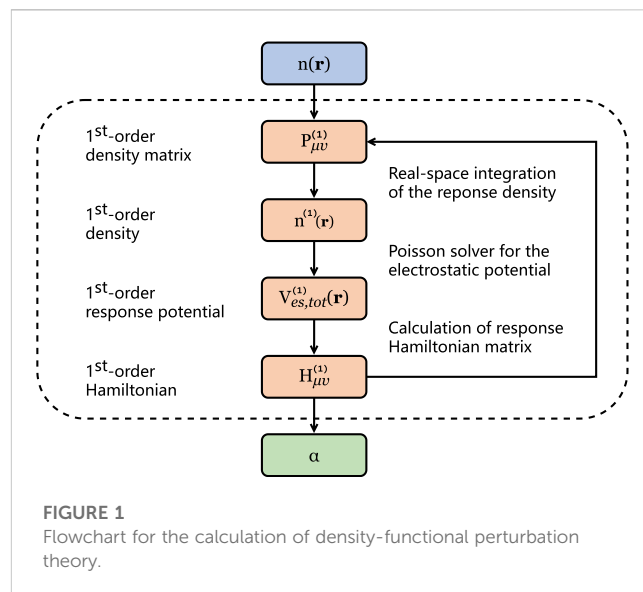 n(r)
1st-order
density matrix
P(1)μν
Real-space integration
of the reponse density
1st-order
density
n(1)(r)
Poisson solver for the
electrostatic potential
1st-order
response potential
V(1)es,tot(r)
Calculation of response
Hamiltonian matrix
1st-order
Hamiltonian
H(1)μν
α
FIGURE 1
Flowchart for the calculation of density-functional perturbation
theory.